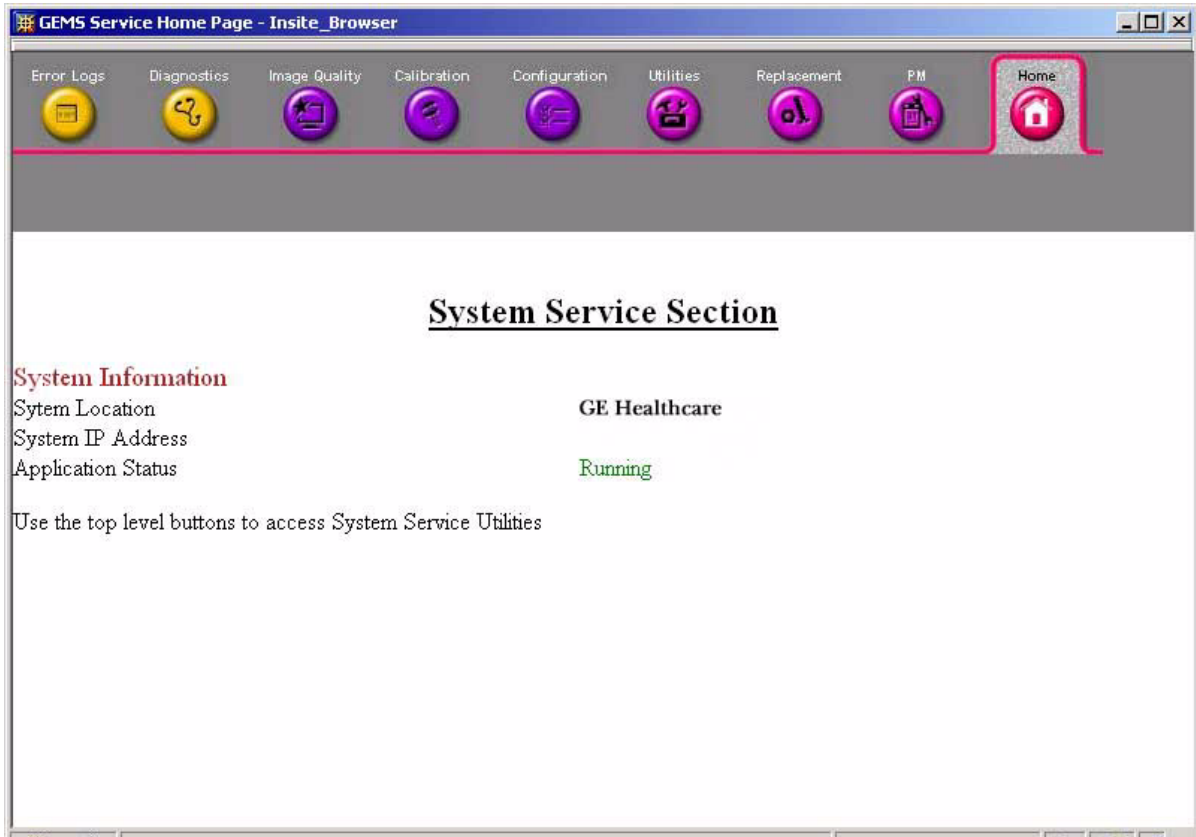 GEMS Service Home Page - Insite_Browser
Error Logs Diagnostics Image Quality Calibration Configuration Utilities Replacement PM Home
System Service Section
System Information
Sytem Location GE Healthcare
System IP Address
Application Status Running
Use the top level buttons to access System Service Utilities